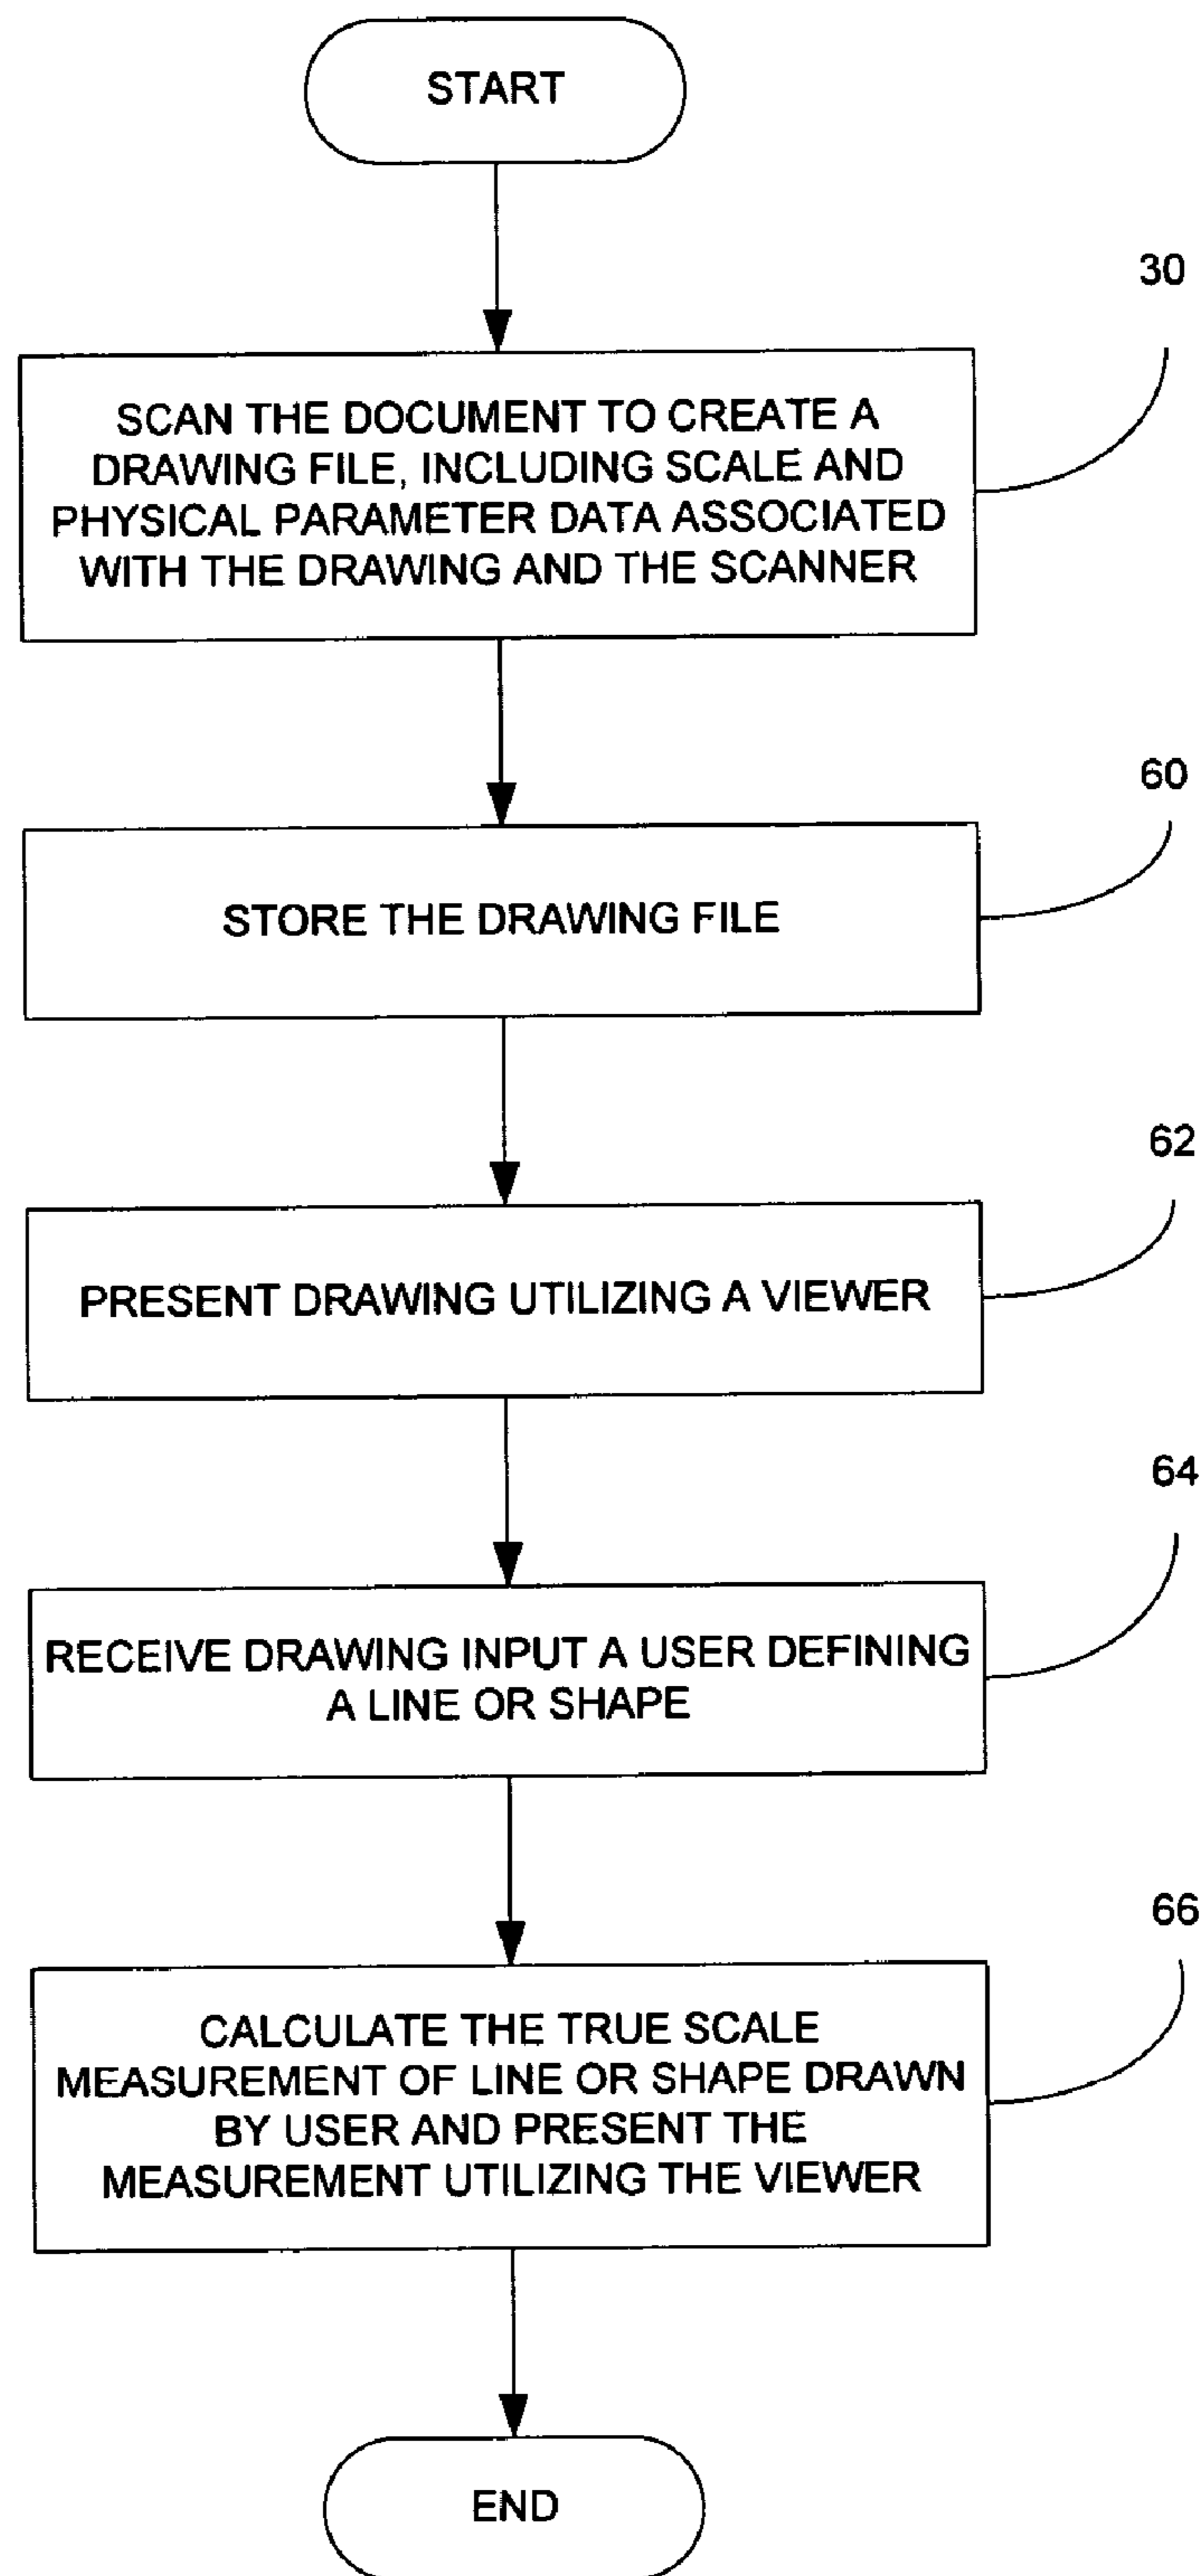 START
30
SCAN THE DOCUMENT TO CREATE A
DRAWING FILE, INCLUDING SCALE AND
PHYSICAL PARAMETER DATA ASSOCIATED
WITH THE DRAWING AND THE SCANNER
60
STORE THE DRAWING FILE
62
PRESENT DRAWING UTILIZING A VIEWER
64
RECEIVE DRAWING INPUT A USER DEFINING
A LINE OR SHAPE
66
CALCULATE THE TRUE SCALE
MEASUREMENT OF LINE OR SHAPE DRAWN
BY USER AND PRESENT THE
MEASUREMENT UTILIZING THE VIEWER
END